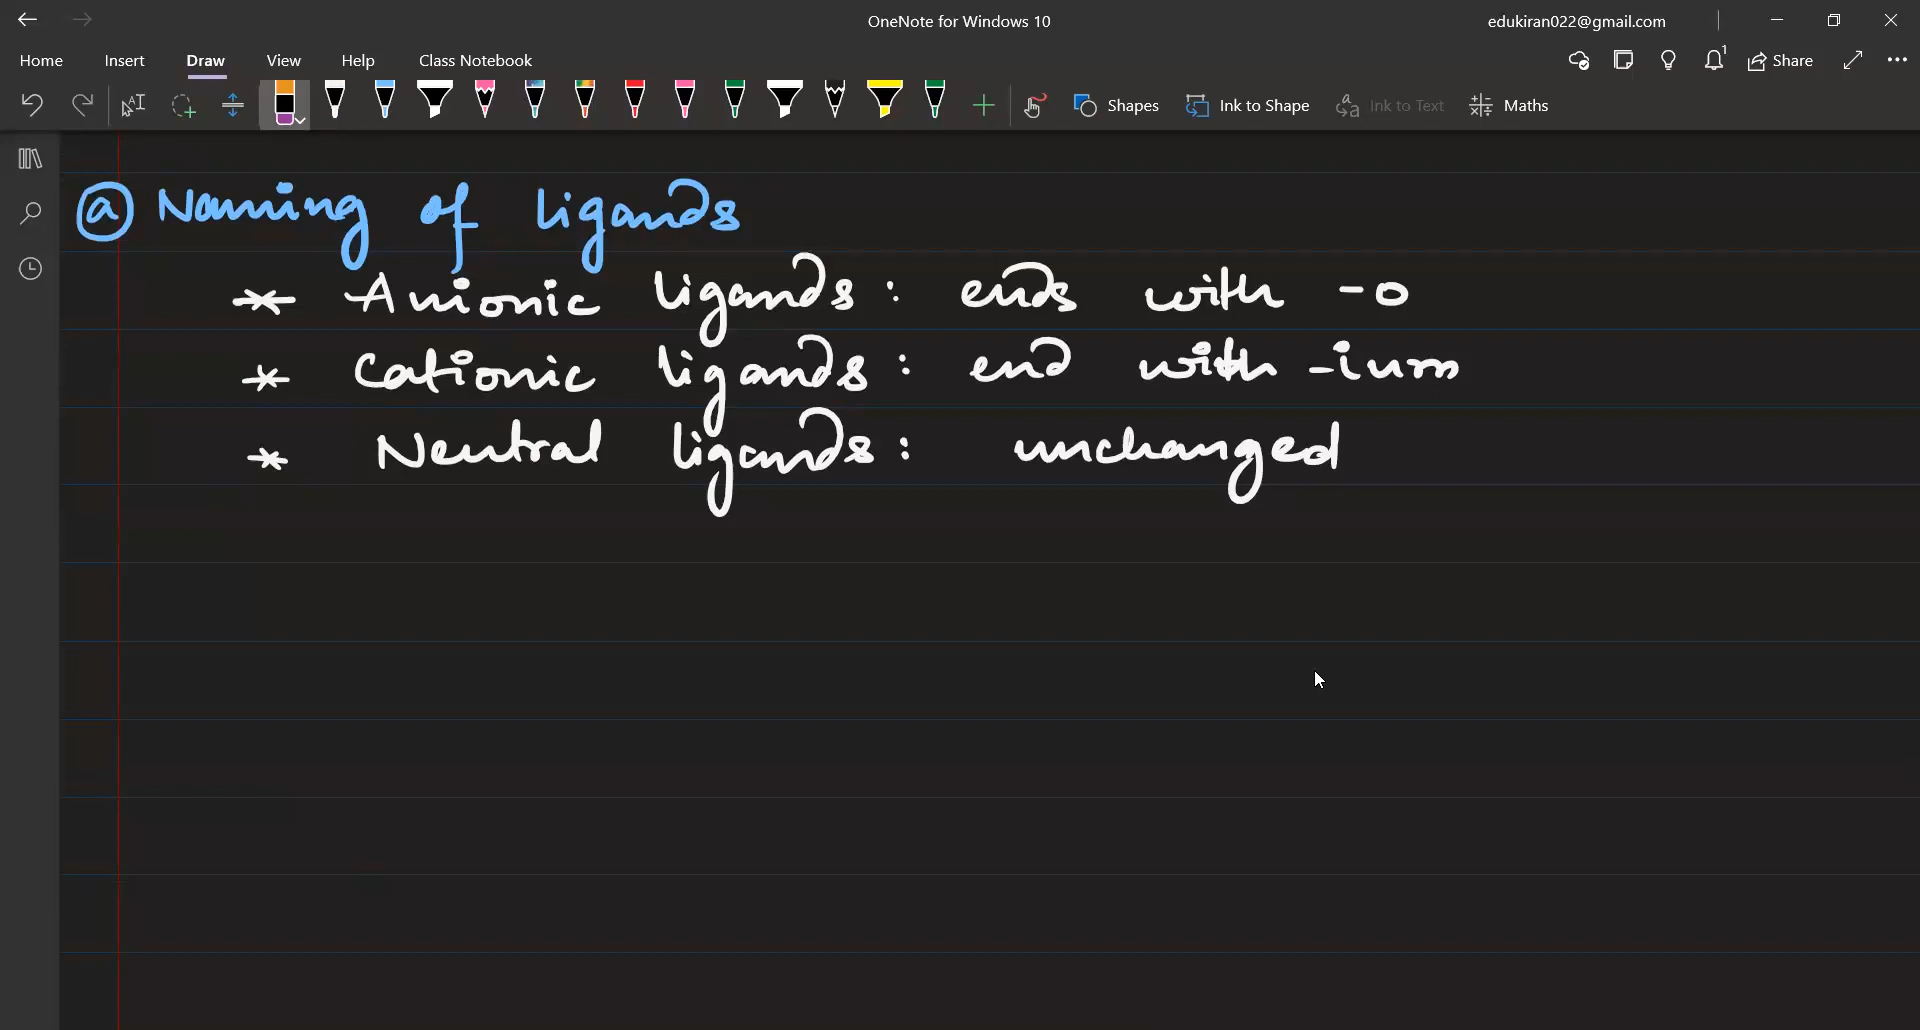 OneNote for Windows 10
edukiran022@gmail.com
Home Insert Draw View Help Class Notebook
1 Share
Shapes Ink to Shape Ink to Text Maths
ⓐ Naming of ligands
* Anionic ligands: ends with -o
* Cationic ligands: end with -ium
* Neutral ligands: unchanged